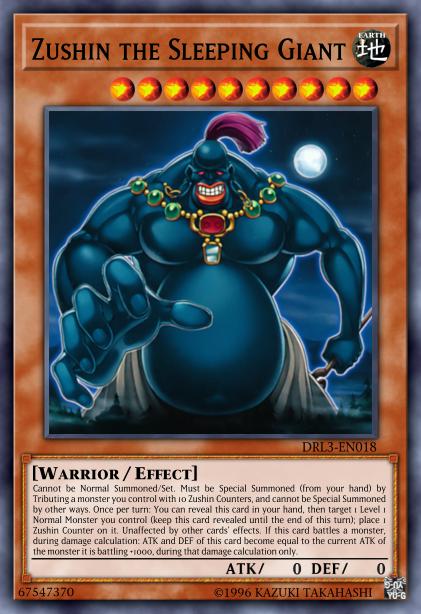 ZUSHIN THE SLEEPING GIANT
EARTH
地
DRL3-EN018
[WARRIOR / EFFECT]
Cannot be Normal Summoned/Set. Must be Special Summoned (from your hand) by
Tributing a monster you control with 10 Zushin Counters, and cannot be Special Summoned
by other ways. Once per turn: You can reveal this card in your hand, then target 1 Level 1
Normal Monster you control (keep this card revealed until the end of this turn); place 1
Zushin Counter on it. Unaffected by other cards' effects. If this card battles a monster,
during damage calculation: ATK and DEF of this card become equal to the current ATK of
the monster it is battling +1000, during that damage calculation only.
ATK/ 0 DEF/ 0
67547370 ©1996 KAZUKI TAKAHASHI